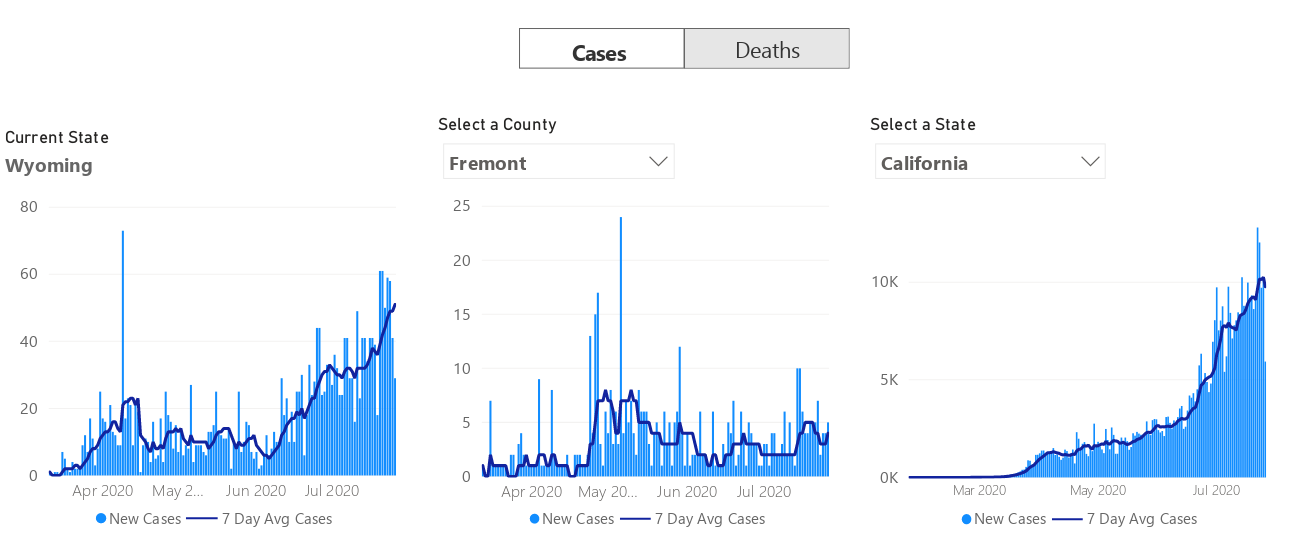 Cases
Deaths
Current State
Wyoming
Select a County
Fremont
Select a State
California
80
60
40
20
0
Apr 2020
May 2...
Jun 2020
Jul 2020
New Cases
7 Day Avg Cases
25
20
15
10
5
0
Apr 2020
May 20...
Jun 2020
Jul 2020
New Cases
7 Day Avg Cases
10K
5K
0K
Mar 2020
May 2020
Jul 2020
New Cases
7 Day Avg Cases